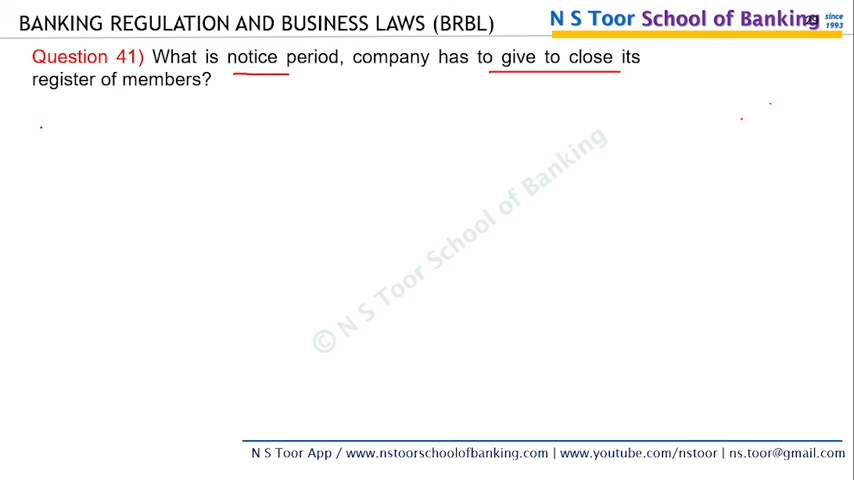 BANKING REGULATION AND BUSINESS LAWS (BRBL)
N S Toor School of Banking since 1993
29
Question 41) What is notice period, company has to give to close its
register of members?
© N S Toor School of Banking
N S Toor App / www.nstoorschoolofbanking.com | www.youtube.com/nstoor | ns.toor@gmail.com